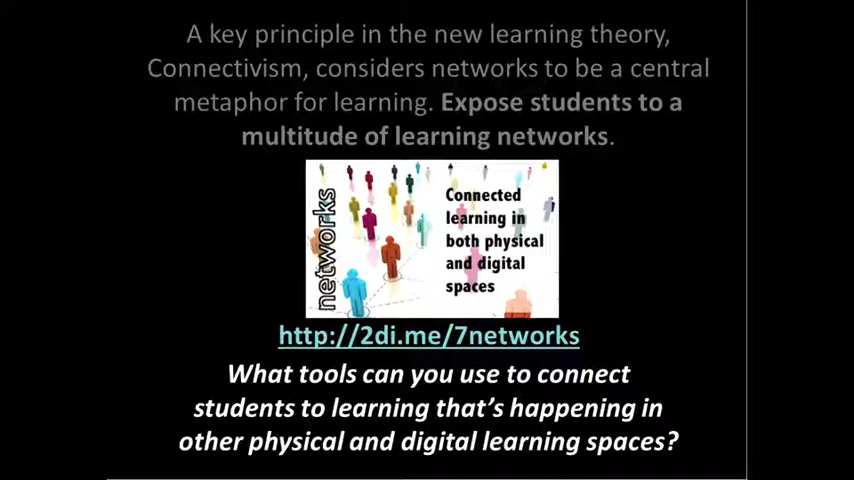 A key principle in the new learning theory,
Connectivism, considers networks to be a central
metaphor for learning. Expose students to a
multitude of learning networks.
networks
Connected
learning in
both physical
and digital
spaces
http://2di.me/7networks
What tools can you use to connect
students to learning that’s happening in
other physical and digital learning spaces?